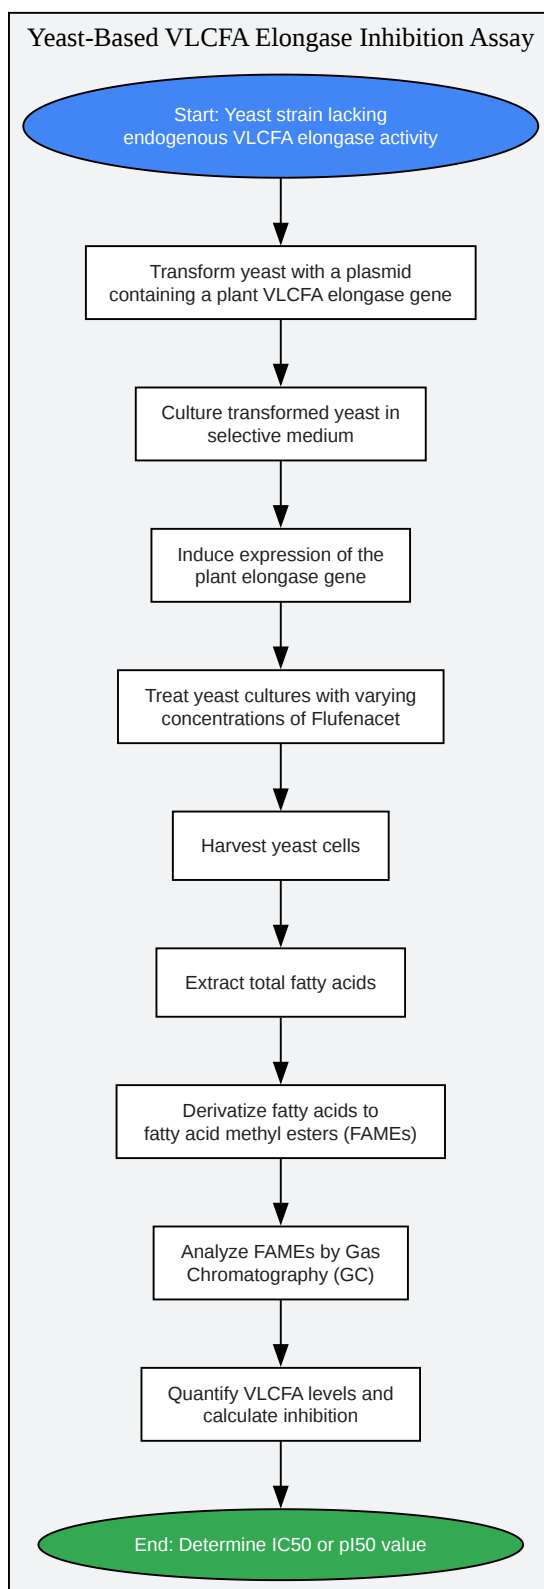 Yeast-Based VLCFA Elongase Inhibition Assay
Start: Yeast strain lacking
endogenous VLCFA elongase activity
Transform yeast with a plasmid
containing a plant VLCFA elongase gene
Culture transformed yeast in
selective medium
Induce expression of the
plant elongase gene
Treat yeast cultures with varying
concentrations of Flufenacet
Harvest yeast cells
Extract total fatty acids
Derivatize fatty acids to
fatty acid methyl esters (FAMEs)
Analyze FAMEs by Gas
Chromatography (GC)
Quantify VLCFA levels and
calculate inhibition
End: Determine IC50 or pI50 value